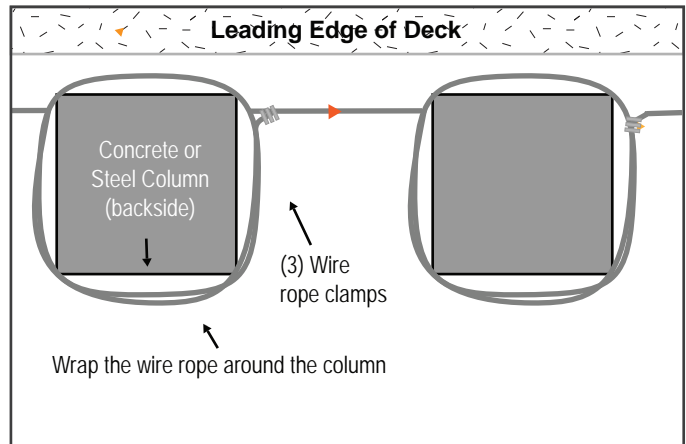 Leading Edge of Deck
Concrete or
Steel Column
(backside)
(3) Wire
rope clamps
Wrap the wire rope around the column